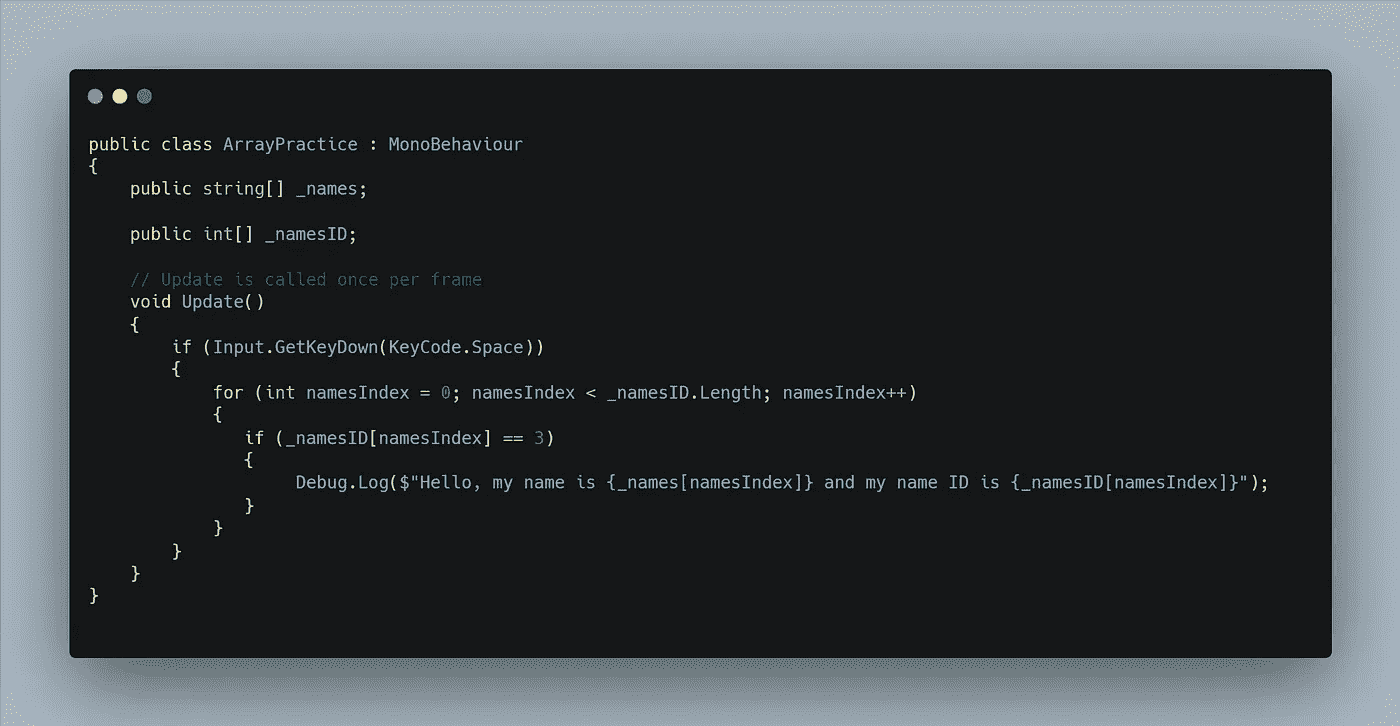 public class ArrayPractice : MonoBehaviour
{
    public string[] _names;

    public int[] _namesID;

    // Update is called once per frame
    void Update()
    {
        if (Input.GetKeyDown(KeyCode.Space))
        {
            for (int namesIndex = 0; namesIndex < _namesID.Length; namesIndex++)
            {
               if (_namesID[namesIndex] == 3)
               {
                    Debug.Log($"Hello, my name is {_names[namesIndex]} and my name ID is {_namesID[namesIndex]}");
               }
            }
        }
    }
}